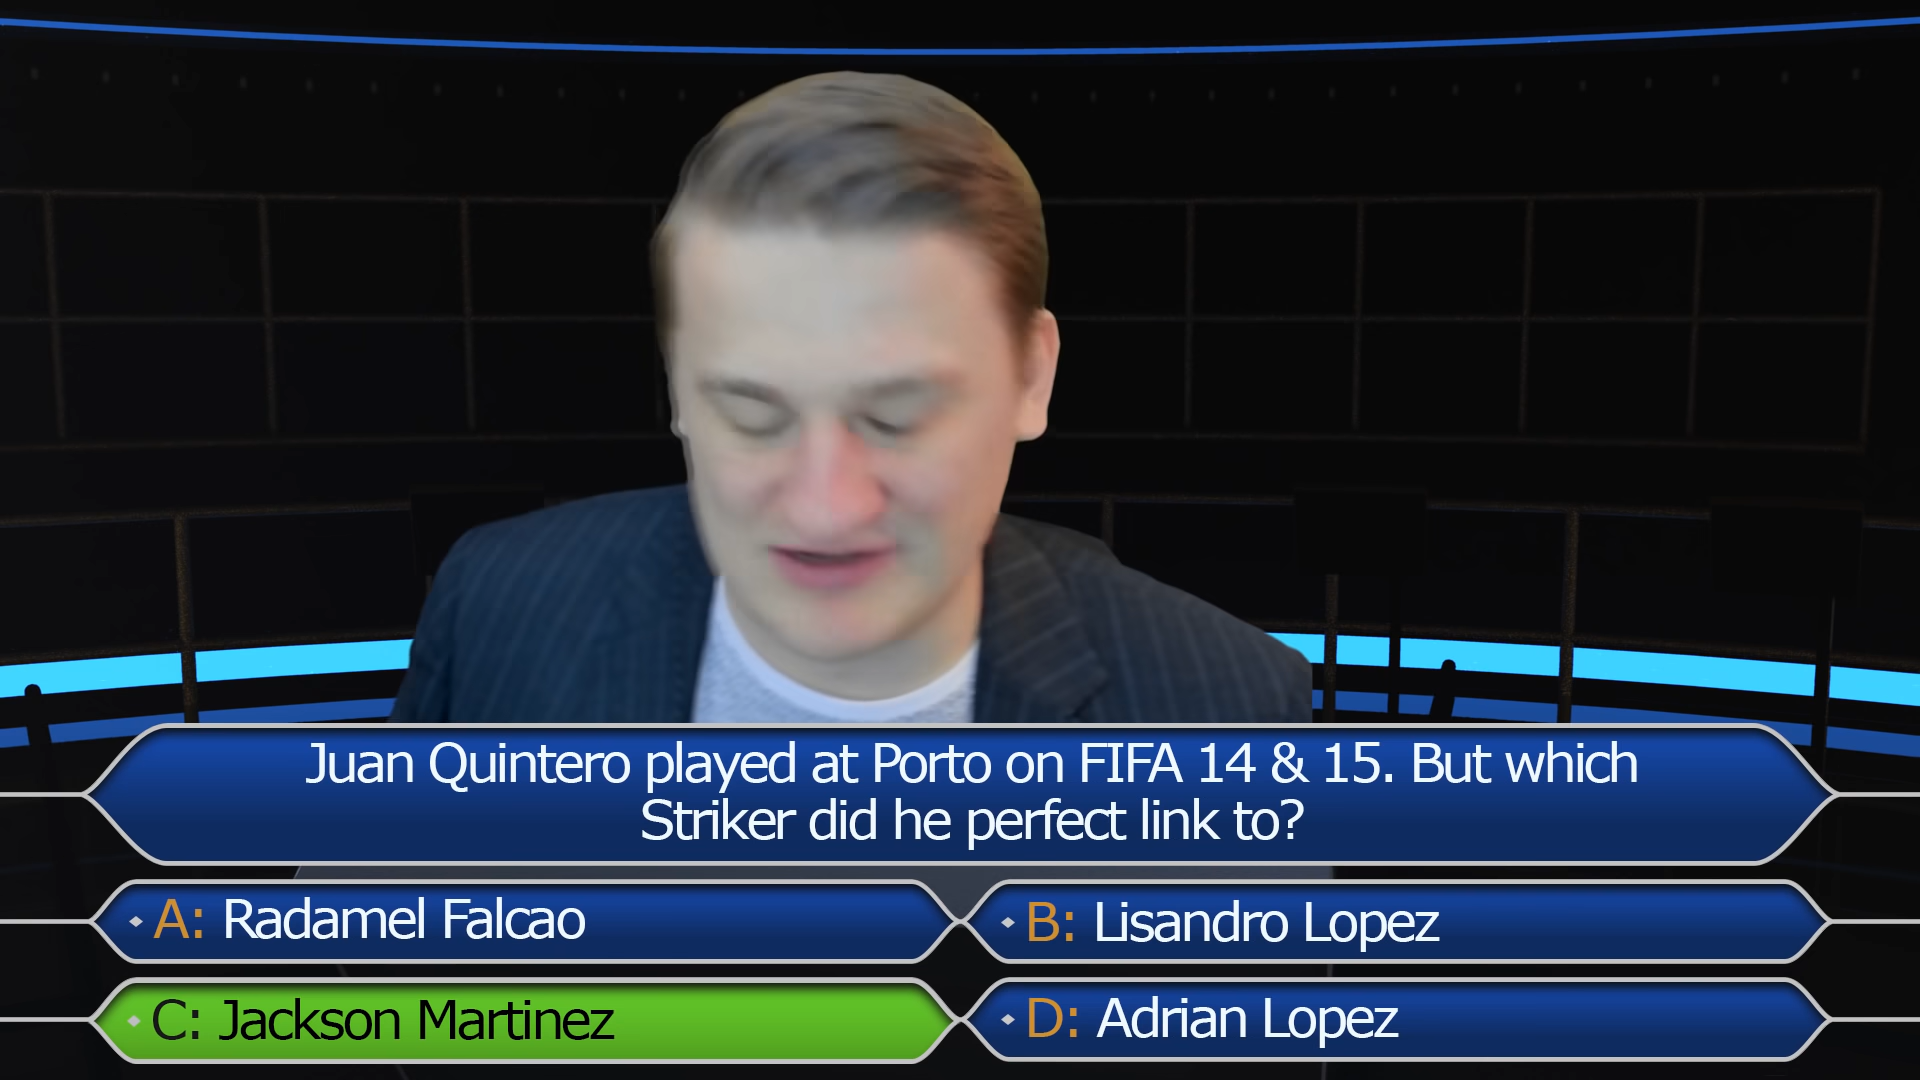 Juan Quintero played at Porto on FIFA 14 & 15. But which
Striker did he perfect link to?
A: Radamel Falcao
B: Lisandro Lopez
C: Jackson Martinez
D: Adrian Lopez